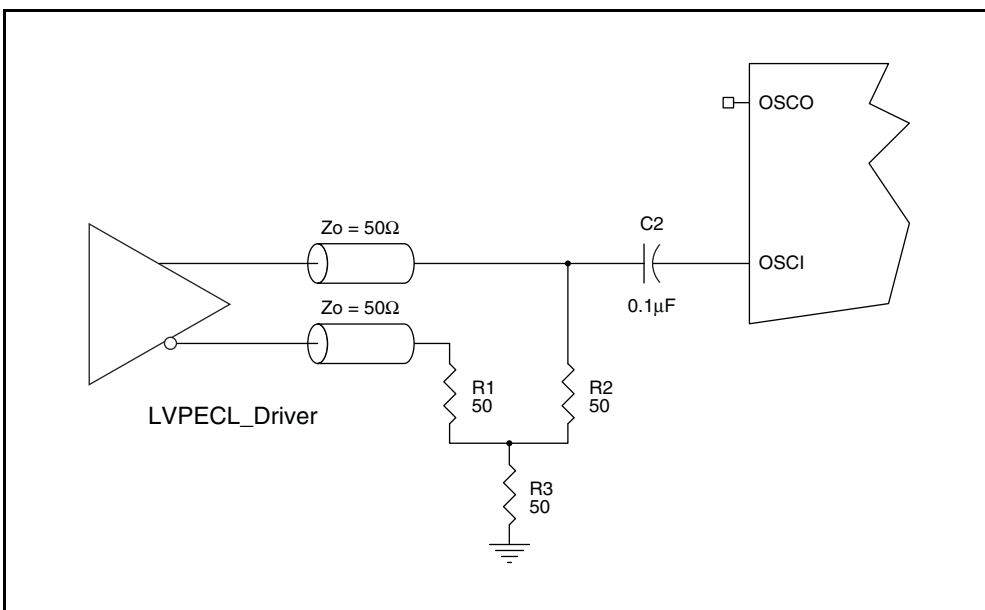 OSCO
C2
Zo = 50Ω
OSCI
0.1μF
Zo = 50Ω
R1
50
R2
50
LVPECL_Driver
R3
50